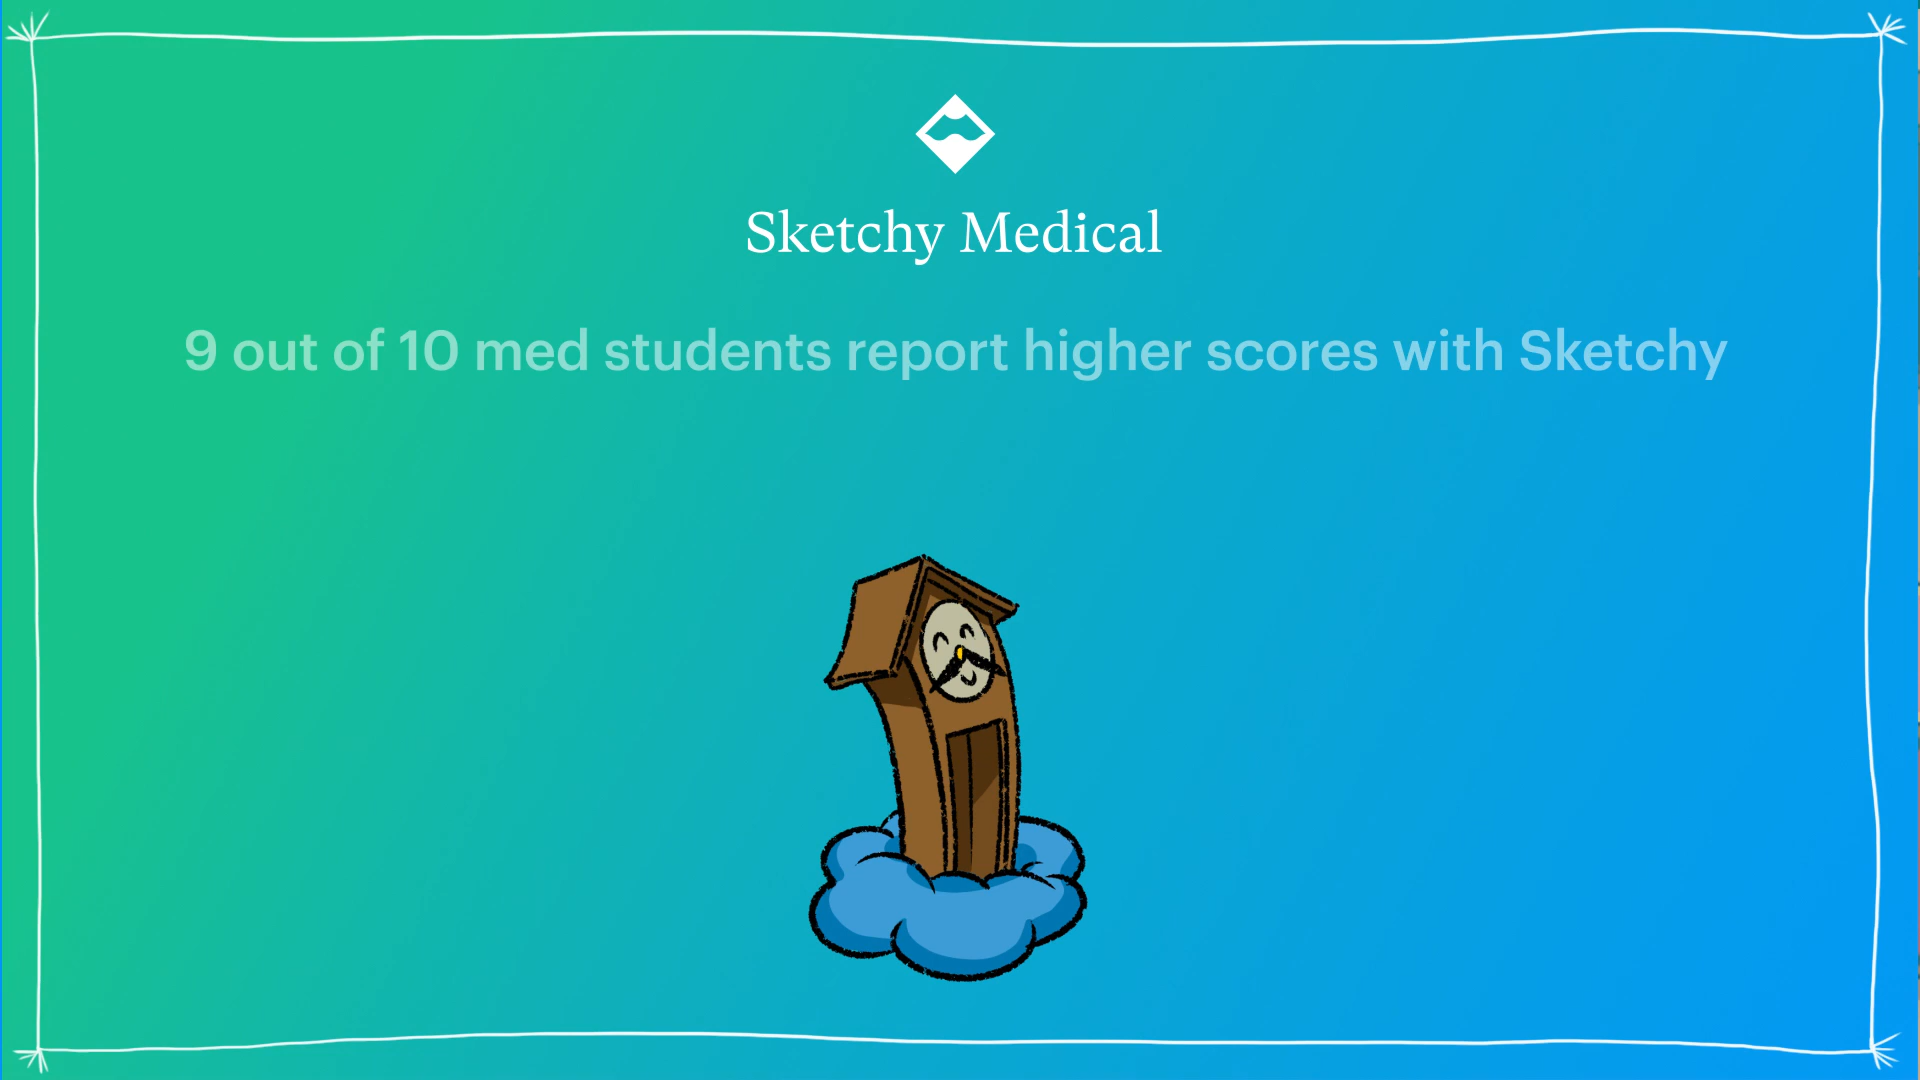 Sketchy Medical
9 out of 10 med students report higher scores with Sketchy